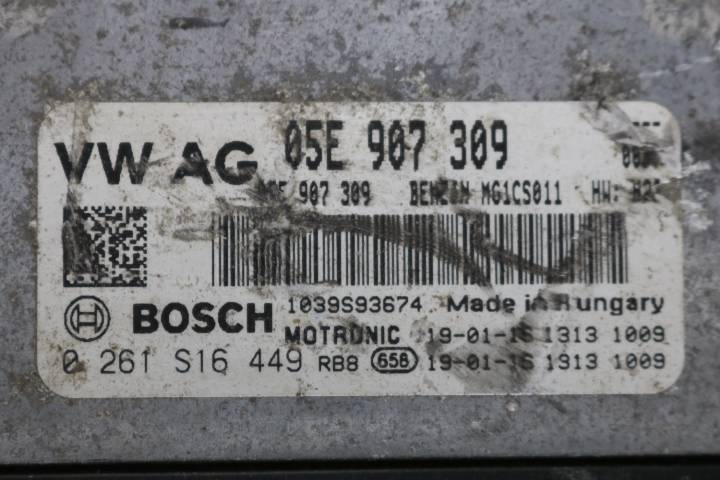 VW AG 05E 907 309 ---
907 309 BENZIN MG1CS011 HW:
BOSCH 1039S93674 Made in Hungary
MOTRONIC 19-01-16 1313 1009
0 261 S16 449 RB8 658 19-01-16 1313 1009